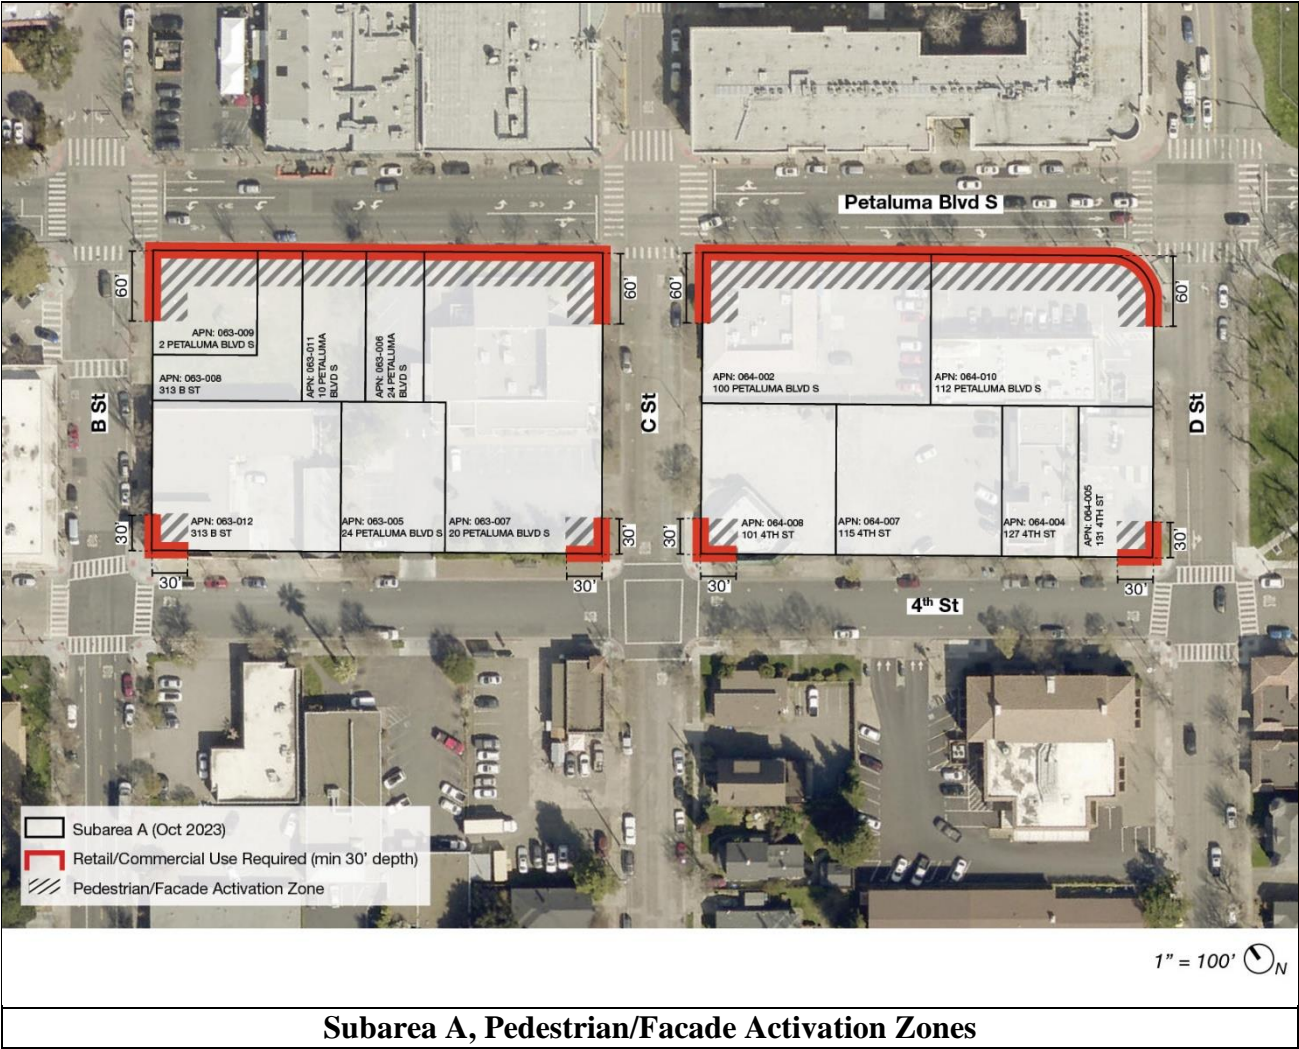 Petaluma Blvd S
60'
60'
60'
60'
APN: 063-009
2 PETALUMA BLVD S
APN: 063-008
313 B ST
APN: 063-011
10 PETALUMA
BLVD S
APN: 063-006
24 PETALUMA
BLVD S
APN: 064-002
100 PETALUMA BLVD S
APN: 064-010
112 PETALUMA BLVD S
B St
C St
D St
APN: 063-012
313 B ST
APN: 063-005
24 PETALUMA BLVD S
APN: 063-007
20 PETALUMA BLVD S
APN: 064-008
101 4TH ST
APN: 064-007
115 4TH ST
APN: 064-004
127 4TH ST
APN: 064-005
131 4TH ST
30'
30'
30'
30'
30'
30'
30'
30'
4th St
Subarea A (Oct 2023)
Retail/Commercial Use Required (min 30' depth)
Pedestrian/Facade Activation Zone
1" = 100' N
Subarea A, Pedestrian/Facade Activation Zones